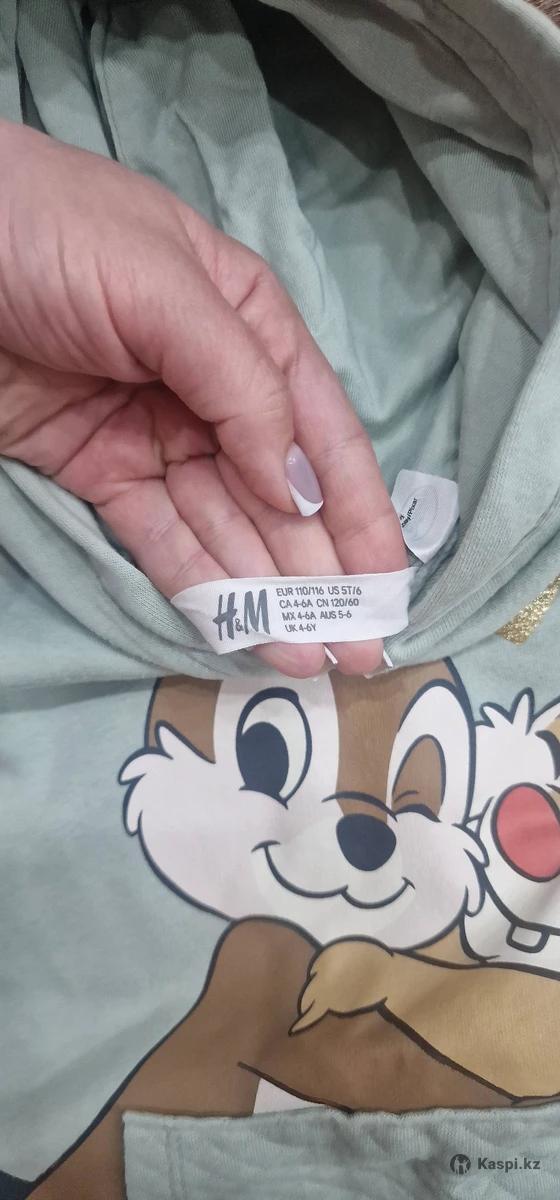 y/Pixar
H&M
EUR 110/116 US 5T/6
CA 4-6A CN 120/60
MX 4-6A AUS 5-6
UK 4-6Y
Kaspi.kz